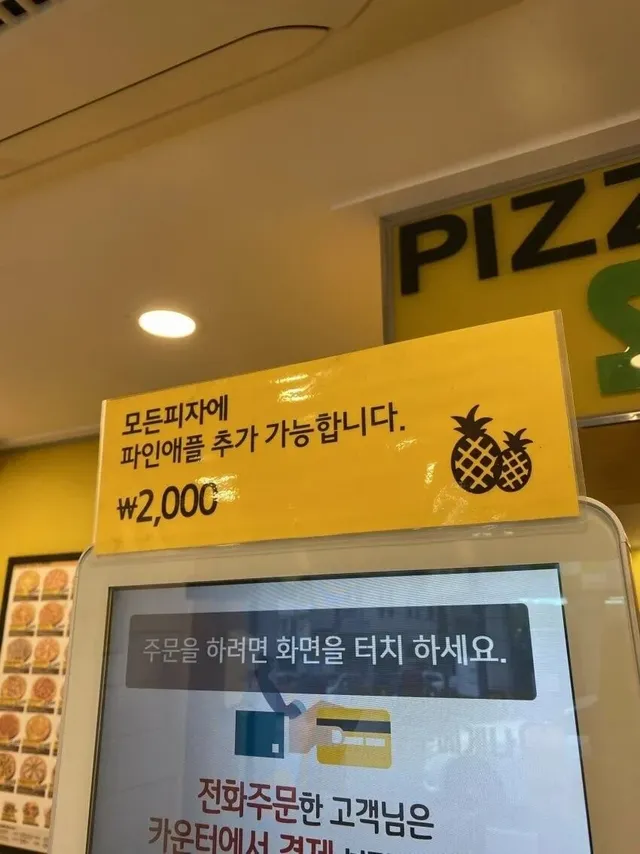 PIZZ
모든피자에
파인애플 추가 가능합니다.
₩2,000
주문을 하려면 화면을 터치 하세요.
전화주문한 고객님은
카운터에서 결제